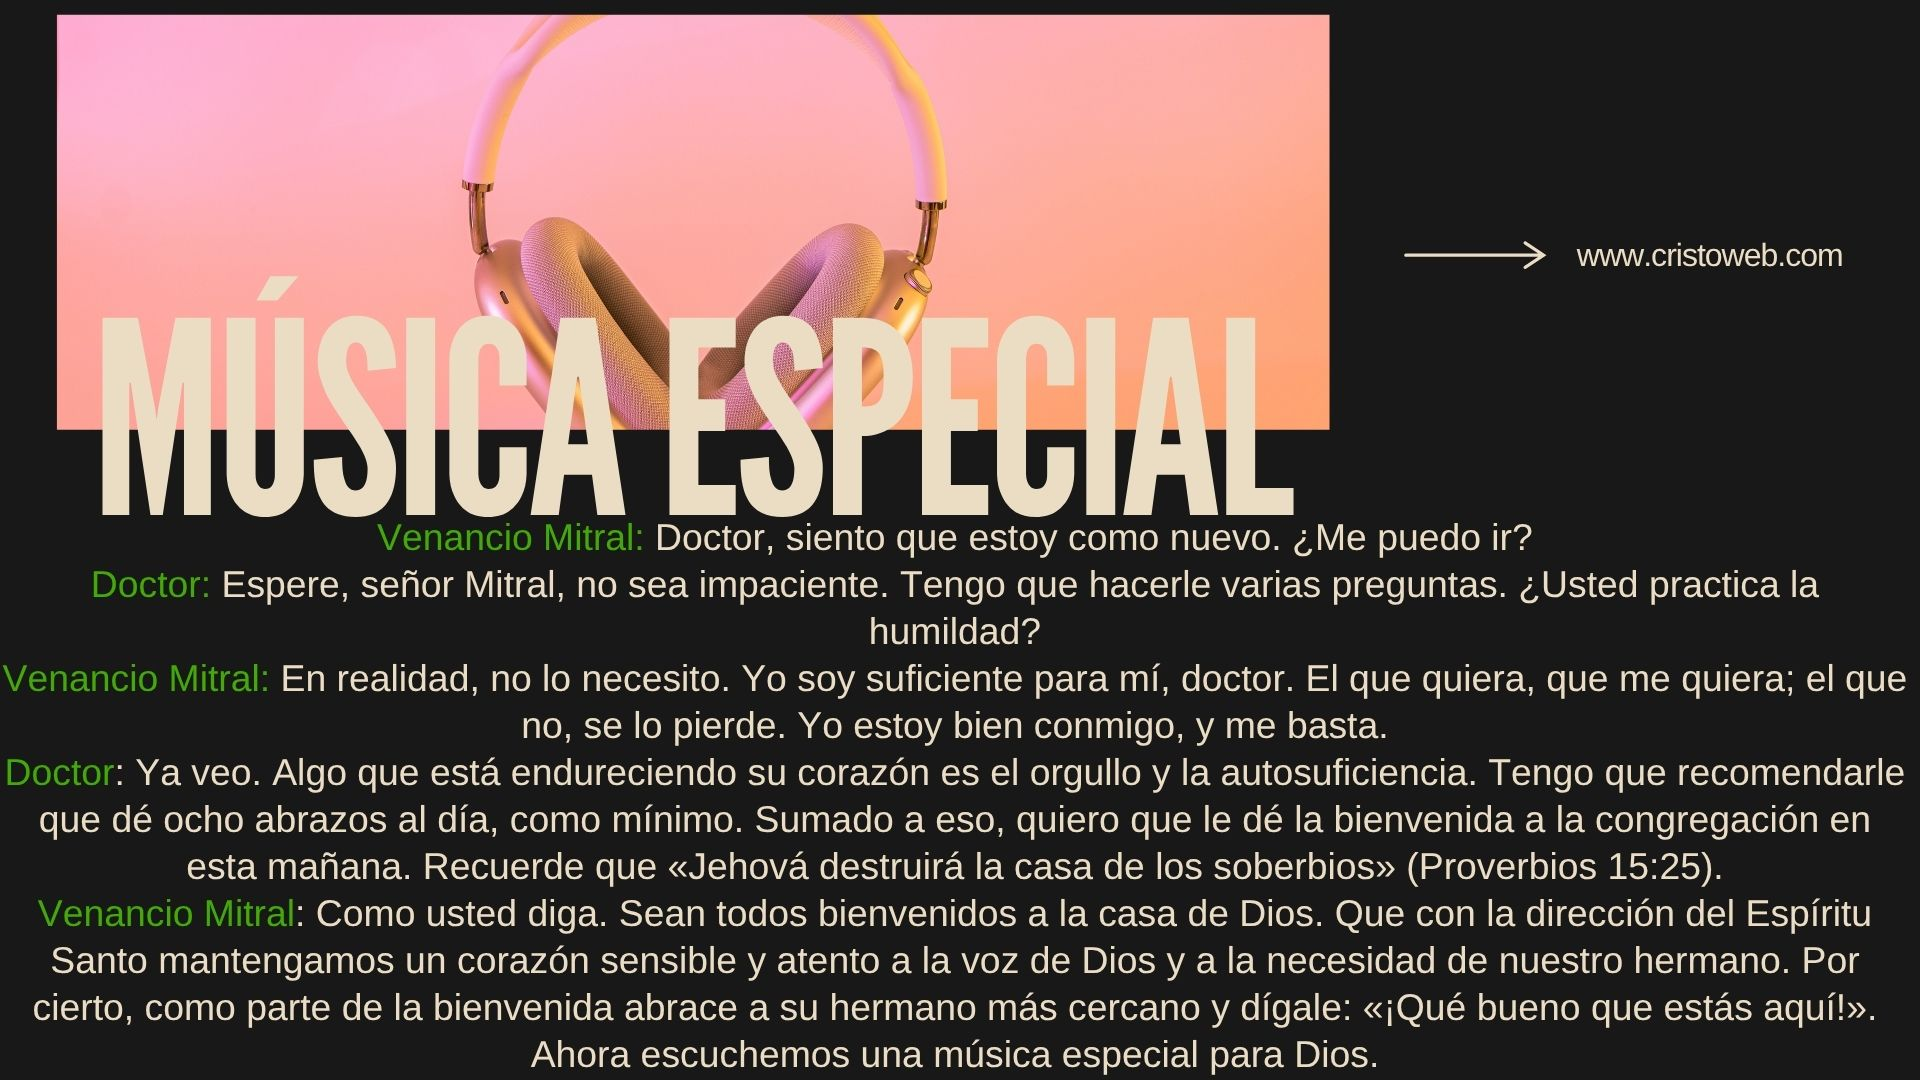 www.cristoweb.com
MÚSICA ESPECIAL
Venancio Mitral: Doctor, siento que estoy como nuevo. ¿Me puedo ir?
Doctor: Espere, señor Mitral, no sea impaciente. Tengo que hacerle varias preguntas. ¿Usted practica la
humildad?
Venancio Mitral: En realidad, no lo necesito. Yo soy suficiente para mí, doctor. El que quiera, que me quiera; el que
no, se lo pierde. Yo estoy bien conmigo, y me basta.
Doctor: Ya veo. Algo que está endureciendo su corazón es el orgullo y la autosuficiencia. Tengo que recomendarle
que dé ocho abrazos al día, como mínimo. Sumado a eso, quiero que le dé la bienvenida a la congregación en
esta mañana. Recuerde que «Jehová destruirá la casa de los soberbios» (Proverbios 15:25).
Venancio Mitral: Como usted diga. Sean todos bienvenidos a la casa de Dios. Que con la dirección del Espíritu
Santo mantengamos un corazón sensible y atento a la voz de Dios y a la necesidad de nuestro hermano. Por
cierto, como parte de la bienvenida abrace a su hermano más cercano y dígale: «¡Qué bueno que estás aquí!».
Ahora escuchemos una música especial para Dios.